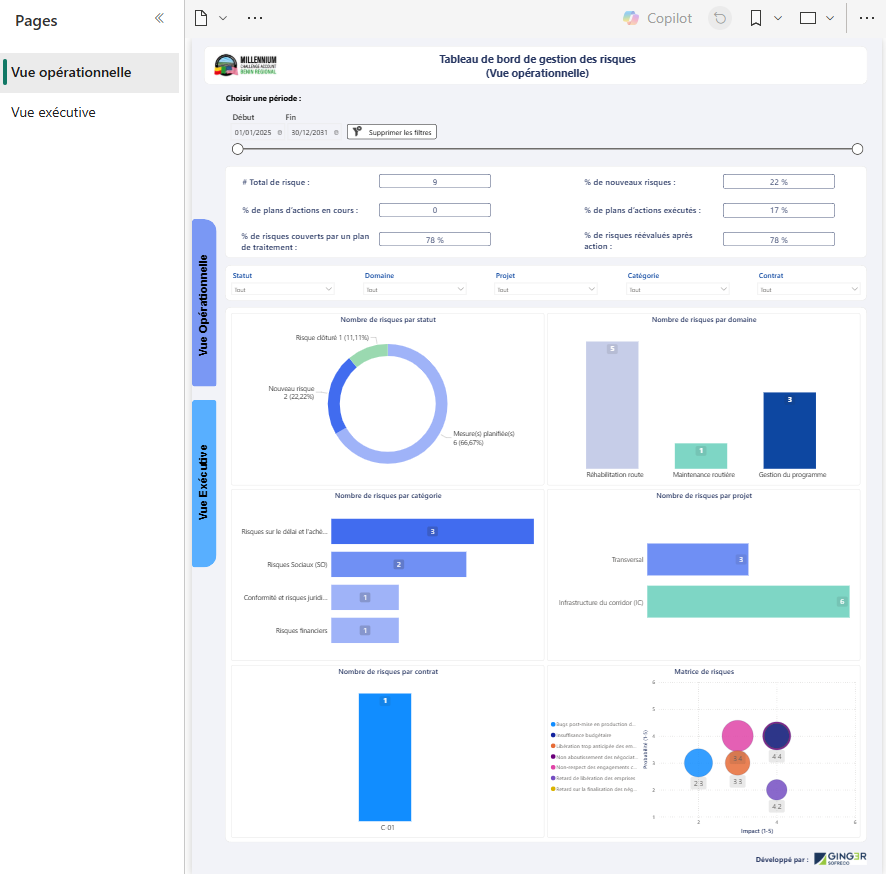 Pages
Copilot
Vue opérationnelle
Vue exécutive
MILLENNIUM
CHALLENGE ACCOUNT
BENIN REGIONAL
Tableau de bord de gestion des risques
(Vue opérationnelle)
Choisir une période :
Début
Fin
01/01/2025
30/12/2031
Supprimer les filtres
# Total de risque :
9
% de nouveaux risques :
22 %
% de plans d'actions en cours :
0
% de plans d'actions exécutés :
17 %
% de risques couverts par un plan
de traitement :
78 %
% de risques réévalués après
action :
78 %
Vue Opérationnelle
Vue Exécutive
Statut
Domaine
Projet
Catégorie
Contrat
Tout
Tout
Tout
Tout
Tout
Nombre de risques par statut
Risque clôturé 1 (11,11%)
Nouveau risque
2 (22,22%)
Mesure(s) planifiée(s)
6 (66,67%)
Nombre de risques par domaine
5
1
3
Réhabilitation route
Maintenance routière
Gestion du programme
Nombre de risques par catégorie
Risques sur le délai et l'achè...
3
Risques Sociaux (SO)
2
Conformité et risques juridi...
1
Risques financiers
1
Nombre de risques par projet
Transversal
3
Infrastructure du corridor (IC)
6
Nombre de risques par contrat
1
C 01
Matrice de risques
Bugs post-mise en production d...
Insuffisance budgétaire
Libération trop anticipée des em...
Non aboutissement des négociat...
Non-respect des engagements c...
Retard de libération des emprises
Retard sur la finalisation des nég...
Probabilité (1-5)
6
5
4
3
2
1
3 4
4 4
2 3
3 3
4 2
2
4
6
Impact (1-5)
Développé par :
GINGER
SOFRECO